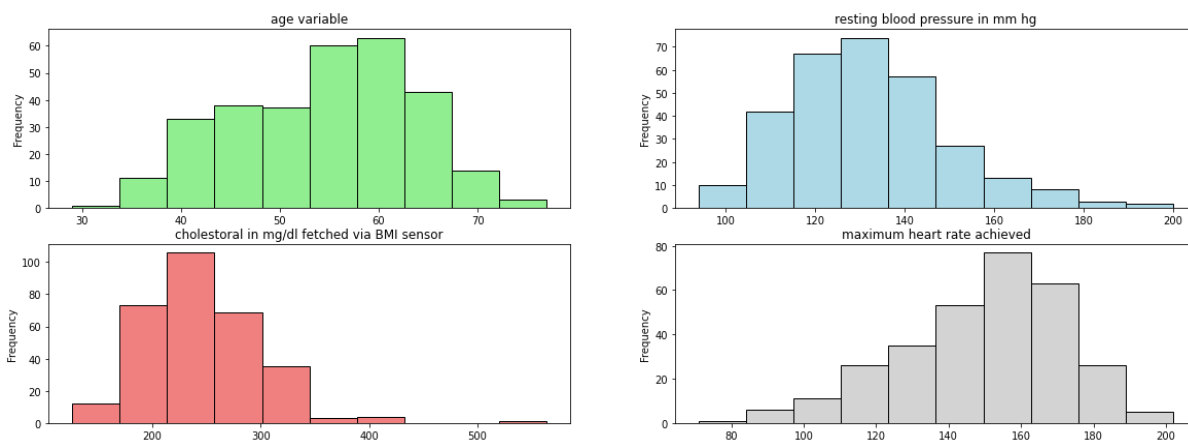 age variable
Frequency
60
50
40
30
20
10
0
30 40 50 60 70
resting blood pressure in mm hg
Frequency
70
60
50
40
30
20
10
0
100 120 140 160 180 200
cholestoral in mg/dl fetched via BMI sensor
Frequency
100
80
60
40
20
0
200 300 400 500
maximum heart rate achieved
Frequency
80
60
40
20
0
80 100 120 140 160 180 200